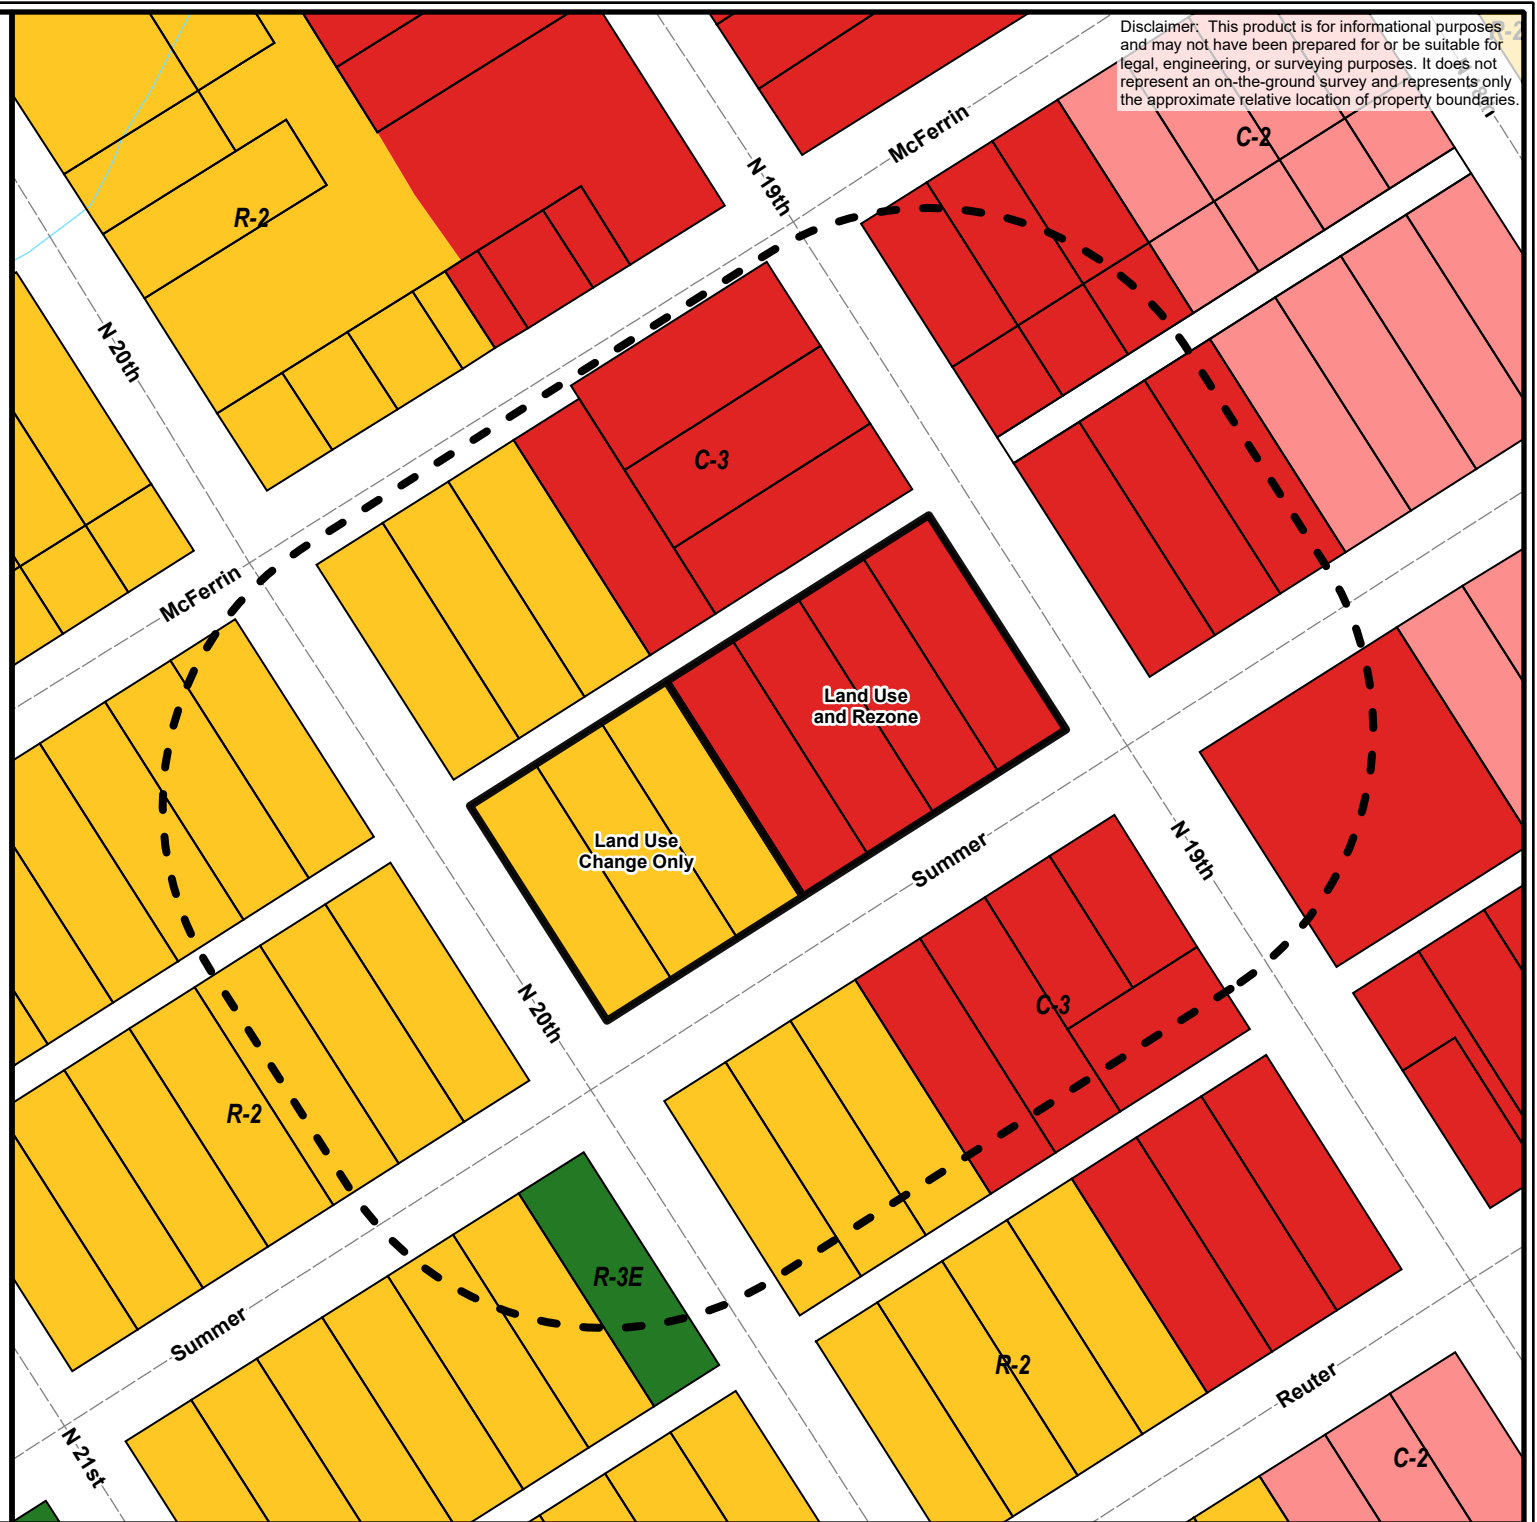 Disclaimer: This product is for informational purposes
and may not have been prepared for or be suitable for
legal, engineering, or surveying purposes. It does not
represent an on-the-ground survey and represents only
the approximate relative location of property boundaries.
R-2
McFerrin
C-2
N 19th
R-2
N 20th
C-3
McFerrin
Land Use
and Rezone
Land Use
Change Only
Summer
N 19th
N 20th
C-3
R-2
R-3E
Summer
R-2
Reuter
N 21st
C-2